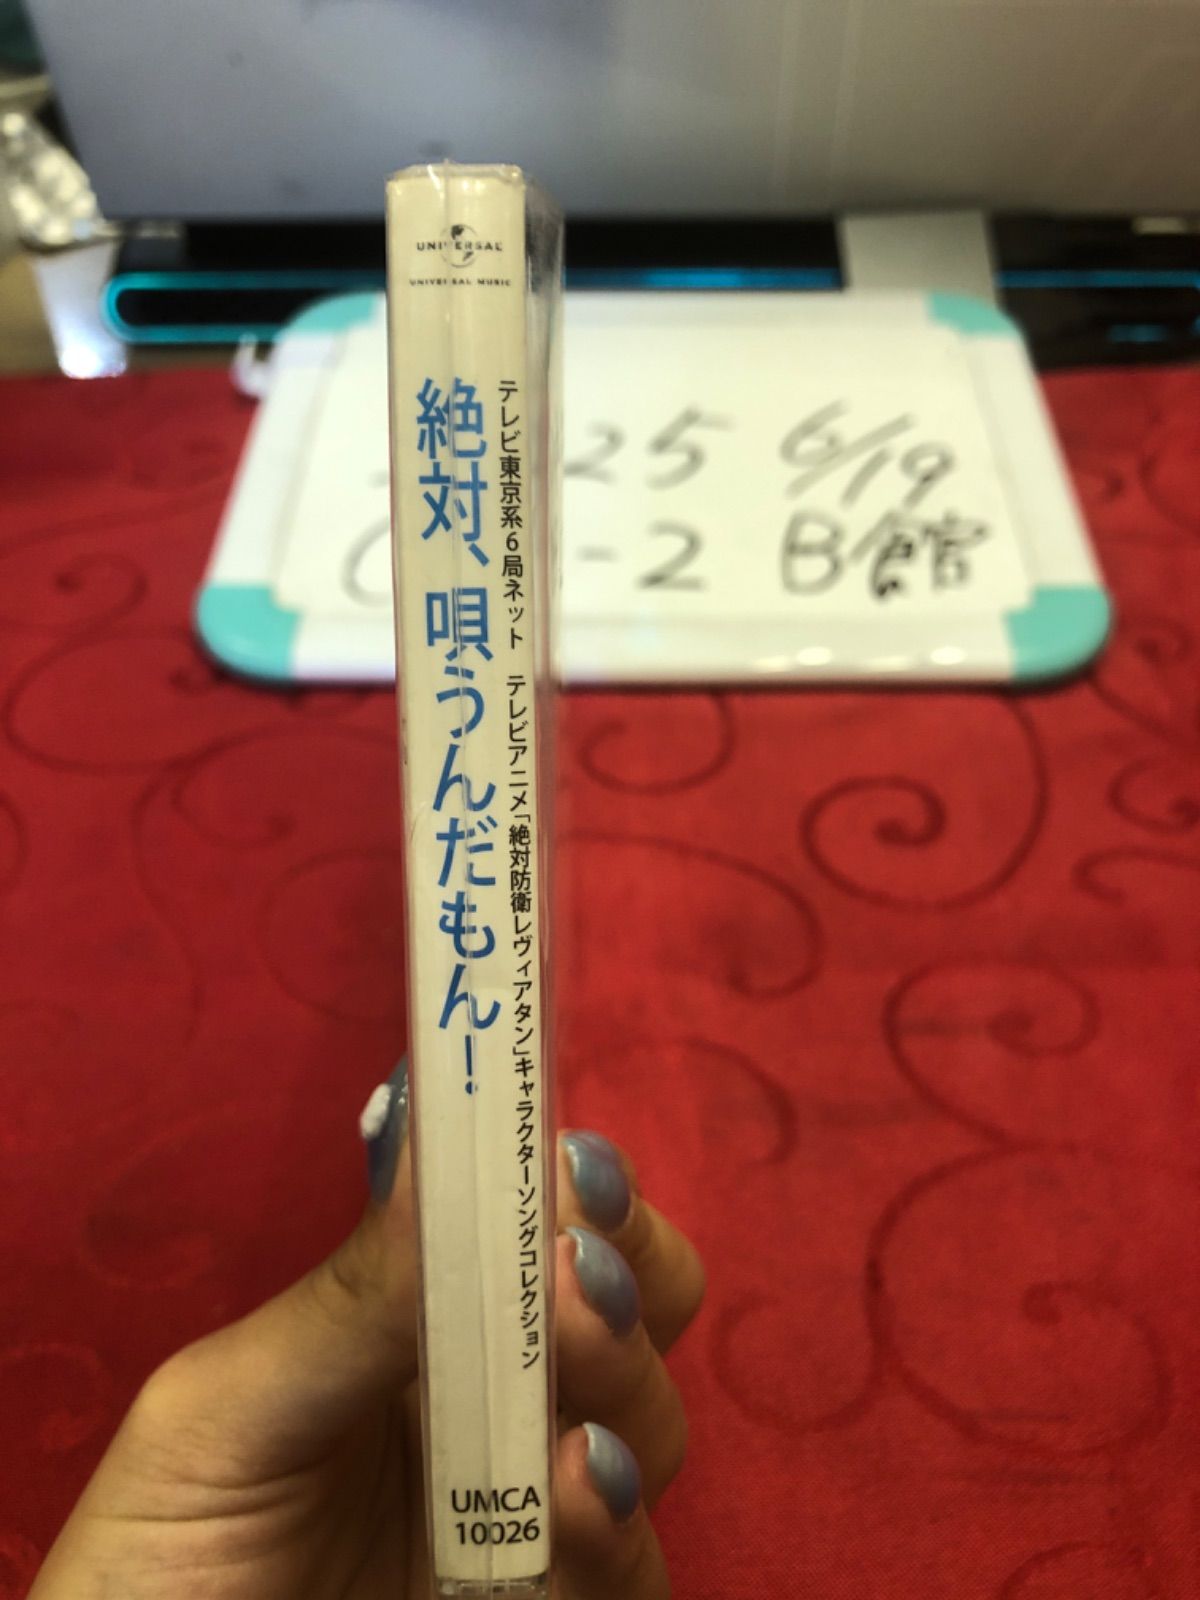 UNIVERSAL
UNIVERSAL MUSIC
テレビ東京系6局ネット テレビアニメ「絶対防衛レヴィアタン」キャラクターソングコレクション
絶対、唄うんだもん！
UMCA
10026
25 6/19
-2 B館